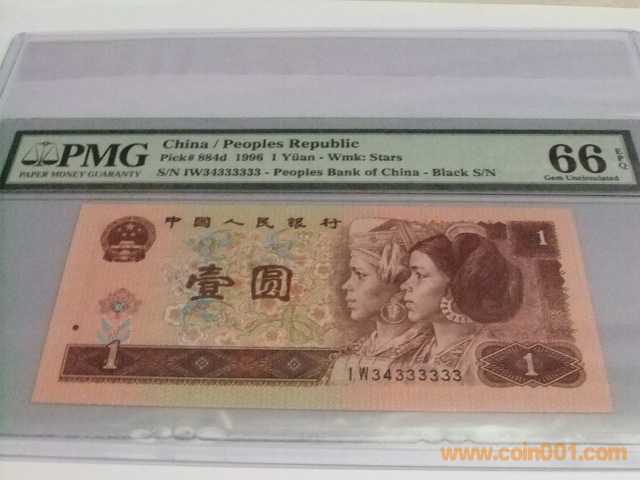 PMG
PAPER MONEY GUARANTY
China / Peoples Republic
Pick# 884d 1996 1 Yüan - Wmk: Stars
S/N IW34333333 - Peoples Bank of China - Black S/N
66 EPQ
Gem Uncirculated
中国人民银行
1
壹圆
1
1
IW34333333
www.coin001.com